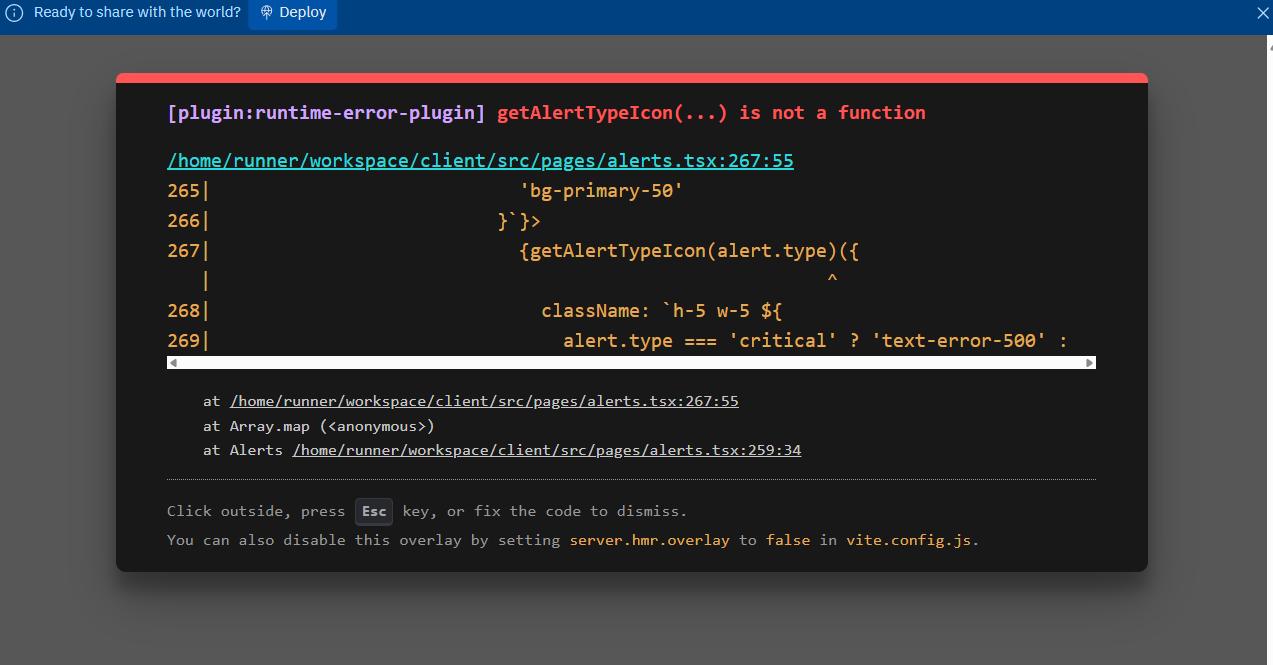 Ready to share with the world? Deploy
[plugin:runtime-error-plugin] getAlertTypeIcon(...) is not a function
/home/runner/workspace/client/src/pages/alerts.tsx:267:55
265|                            'bg-primary-50'
266|                          }`}>
267|                            {getAlertTypeIcon(alert.type)({
   |                                                        ^
268|                              className: `h-5 w-5 ${
269|                                alert.type === 'critical' ? 'text-error-500' :
at /home/runner/workspace/client/src/pages/alerts.tsx:267:55
at Array.map (<anonymous>)
at Alerts /home/runner/workspace/client/src/pages/alerts.tsx:259:34
Click outside, press Esc key, or fix the code to dismiss.
You can also disable this overlay by setting server.hmr.overlay to false in vite.config.js.